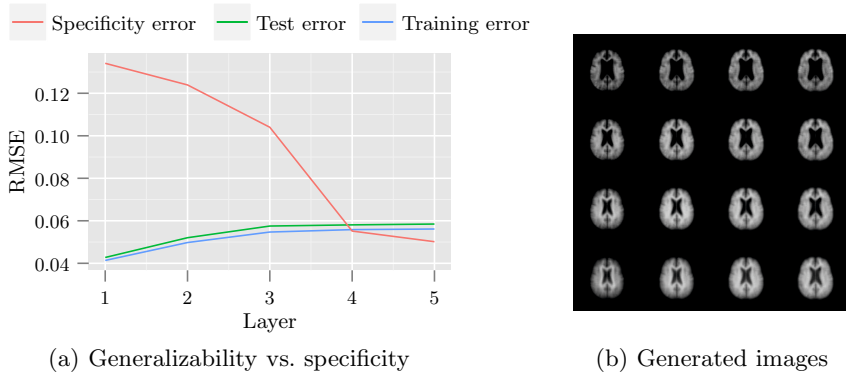 Specificity error Test error Training error
0.12
0.10
0.08
0.06
0.04
RMSE
1 2 3 4 5
Layer
(a) Generalizability vs. specificity
(b) Generated images